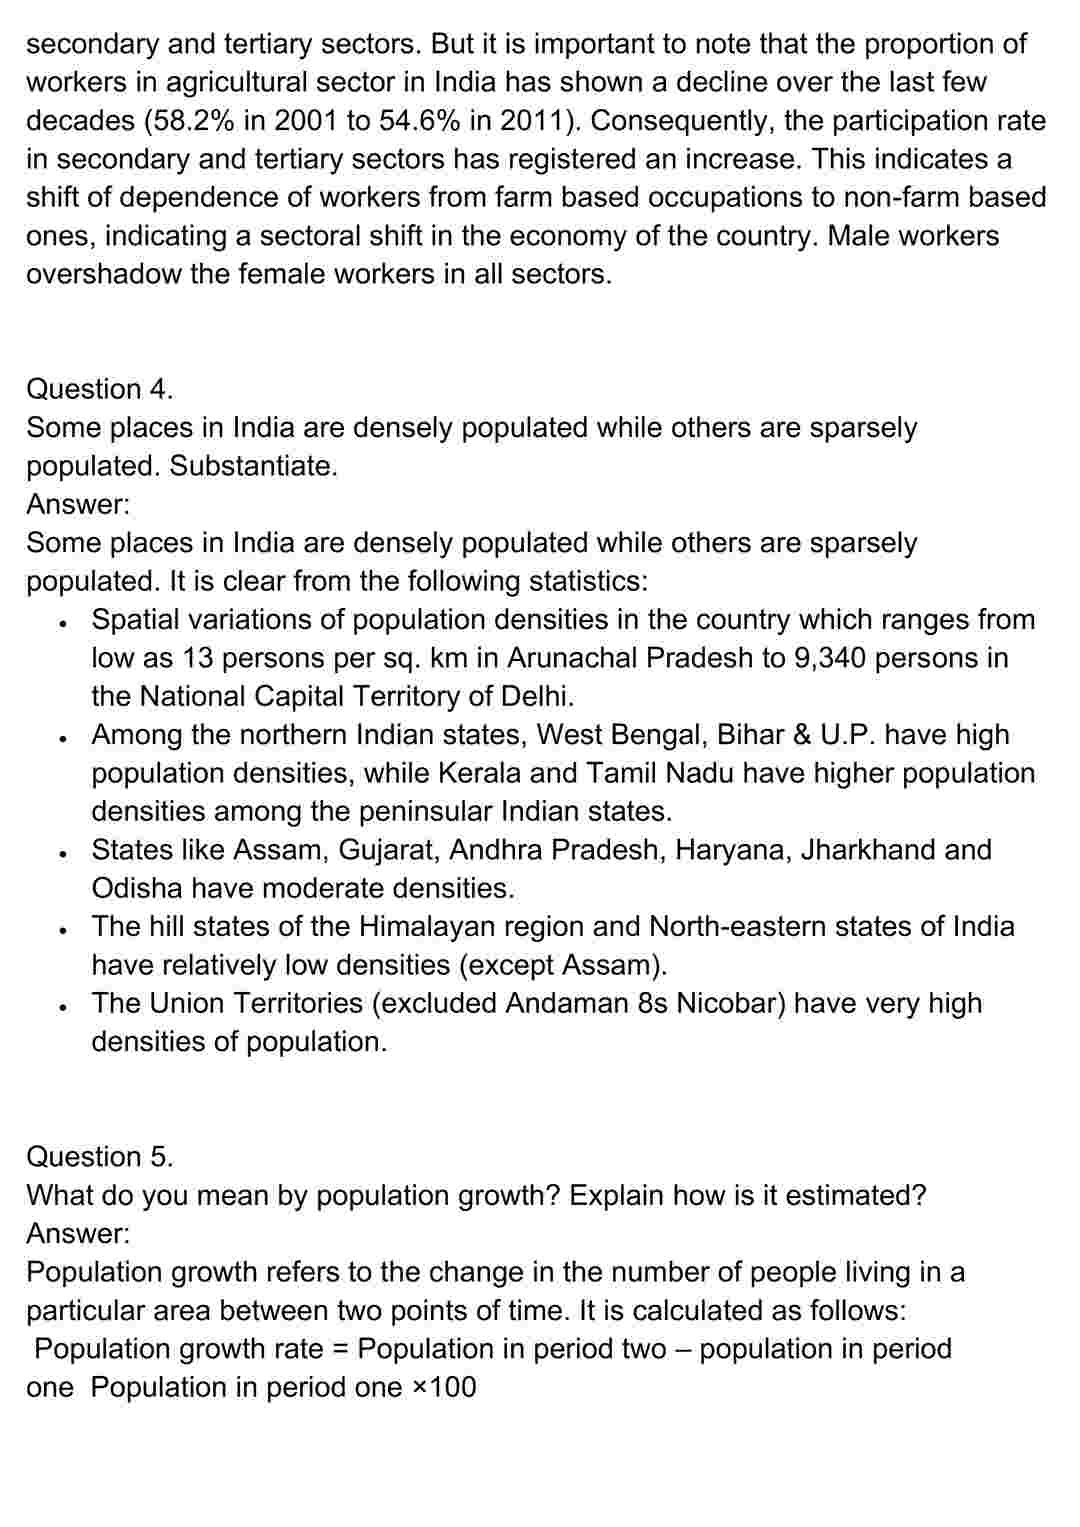 secondary and tertiary sectors. But it is important to note that the proportion of
workers in agricultural sector in India has shown a decline over the last few
decades (58.2% in 2001 to 54.6% in 2011). Consequently, the participation rate
in secondary and tertiary sectors has registered an increase. This indicates a
shift of dependence of workers from farm based occupations to non-farm based
ones, indicating a sectoral shift in the economy of the country. Male workers
overshadow the female workers in all sectors.
Question 4.
Some places in India are densely populated while others are sparsely
populated. Substantiate.
Answer:
Some places in India are densely populated while others are sparsely
populated. It is clear from the following statistics:
• Spatial variations of population densities in the country which ranges from
low as 13 persons per sq. km in Arunachal Pradesh to 9,340 persons in
the National Capital Territory of Delhi.
• Among the northern Indian states, West Bengal, Bihar & U.P. have high
population densities, while Kerala and Tamil Nadu have higher population
densities among the peninsular Indian states.
• States like Assam, Gujarat, Andhra Pradesh, Haryana, Jharkhand and
Odisha have moderate densities.
• The hill states of the Himalayan region and North-eastern states of India
have relatively low densities (except Assam).
• The Union Territories (excluded Andaman 8s Nicobar) have very high
densities of population.
Question 5.
What do you mean by population growth? Explain how is it estimated?
Answer:
Population growth refers to the change in the number of people living in a
particular area between two points of time. It is calculated as follows:
Population growth rate = Population in period two – population in period
one  Population in period one ×100